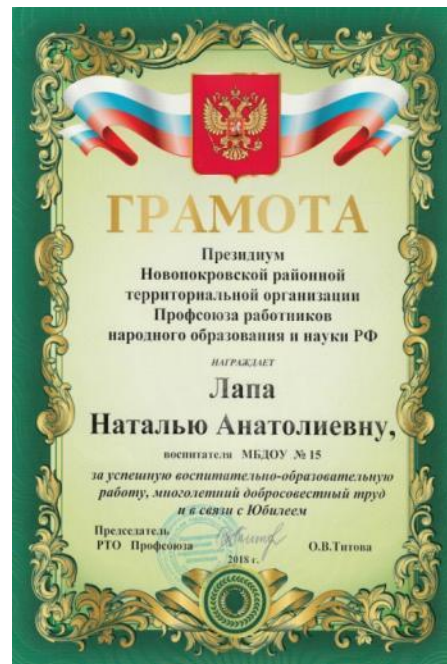 ГРАМОТА
Президиум
Новопокровской районной
территориальной организации
Профсоюза работников
народного образования и науки РФ
НАГРАЖДАЕТ
Лапа
Наталью Анатолиевну,
воспитателя МБДОУ № 15
за успешную воспитательно-образовательную
работу, многолетний добросовестный труд
и в связи с Юбилеем
Председатель
РТО Профсоюза О.В.Титова
2018 г.